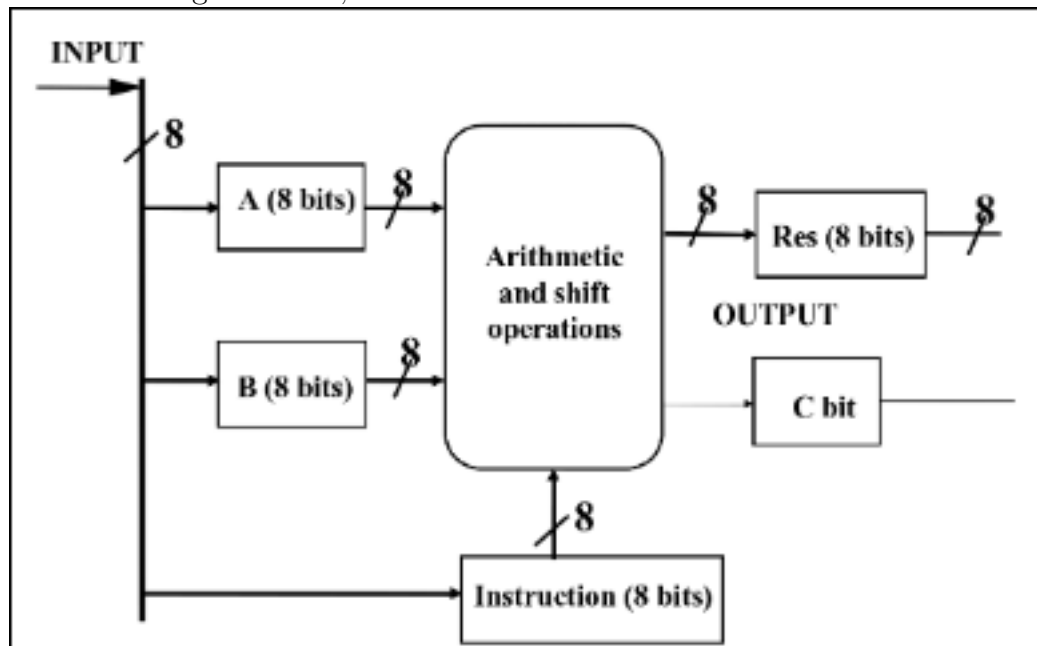 INPUT
8
A (8 bits)
8
Arithmetic
and shift
operations
8
Res (8 bits)
8
OUTPUT
B (8 bits)
8
C bit
8
Instruction (8 bits)